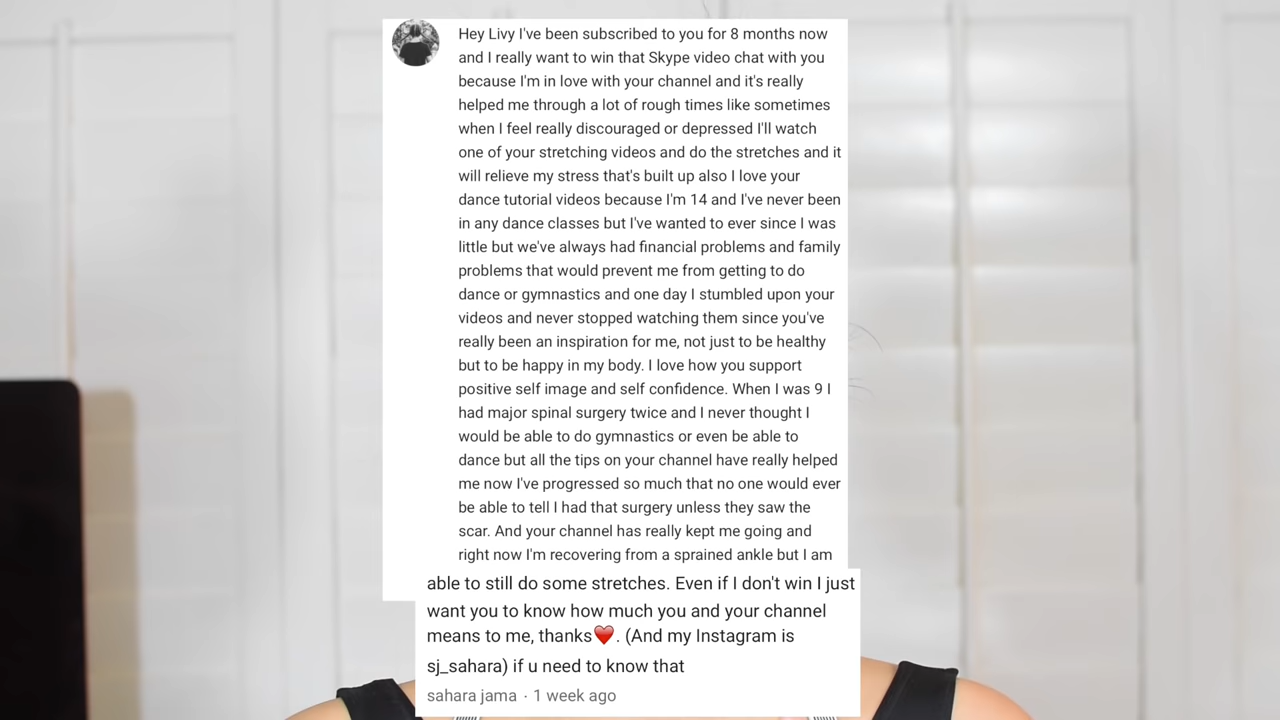 Hey Livy I've been subscribed to you for 8 months now
and I really want to win that Skype video chat with you
because I'm in love with your channel and it's really
helped me through a lot of rough times like sometimes
when I feel really discouraged or depressed I'll watch
one of your stretching videos and do the stretches and it
will relieve my stress that's built up also I love your
dance tutorial videos because I'm 14 and I've never been
in any dance classes but I've wanted to ever since I was
little but we've always had financial problems and family
problems that would prevent me from getting to do
dance or gymnastics and one day I stumbled upon your
videos and never stopped watching them since you've
really been an inspiration for me, not just to be healthy
but to be happy in my body. I love how you support
positive self image and self confidence. When I was 9 I
had major spinal surgery twice and I never thought I
would be able to do gymnastics or even be able to
dance but all the tips on your channel have really helped
me now I've progressed so much that no one would ever
be able to tell I had that surgery unless they saw the
scar. And your channel has really kept me going and
right now I'm recovering from a sprained ankle but I am
able to still do some stretches. Even if I don't win I just
want you to know how much you and your channel
means to me, thanks❤️. (And my Instagram is
sj_sahara) if u need to know that
sahara jama · 1 week ago